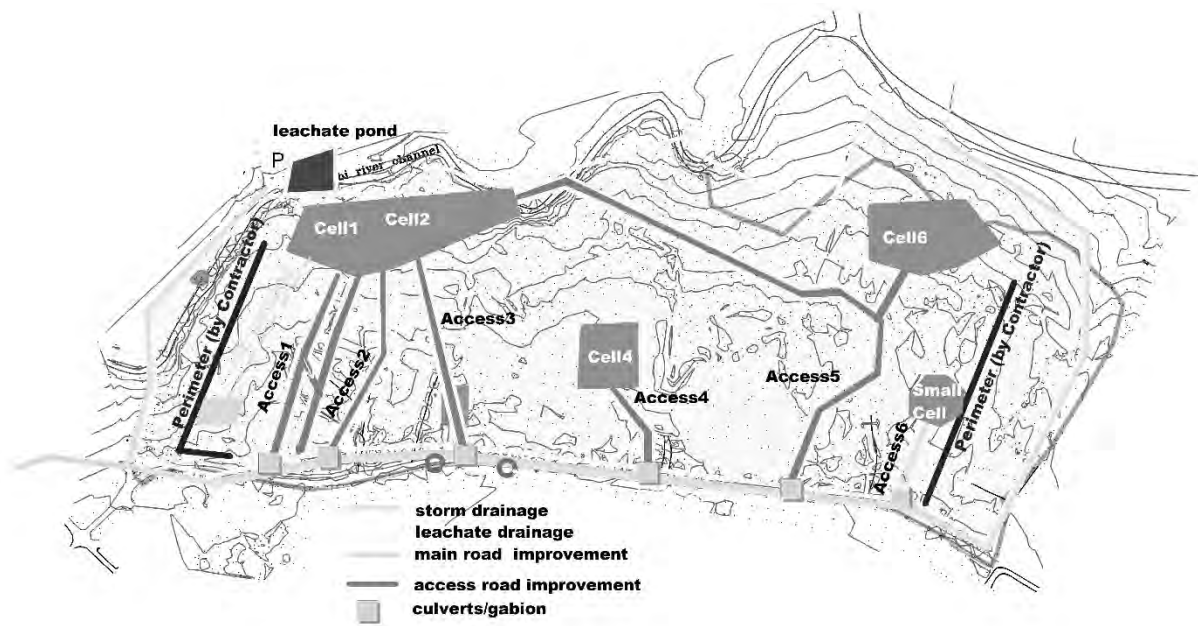 leachate pond
P
bi river channel
Cell1
Cell2
Cell6
Perimeter (by Contractor)
Perimeter (by Contractor)
Access3
Access1
Access2
Cell4
Access4
Access5
Small
Cell
Access6
C
C
storm drainage
leachate drainage
main road improvement
access road improvement
culverts/gabion